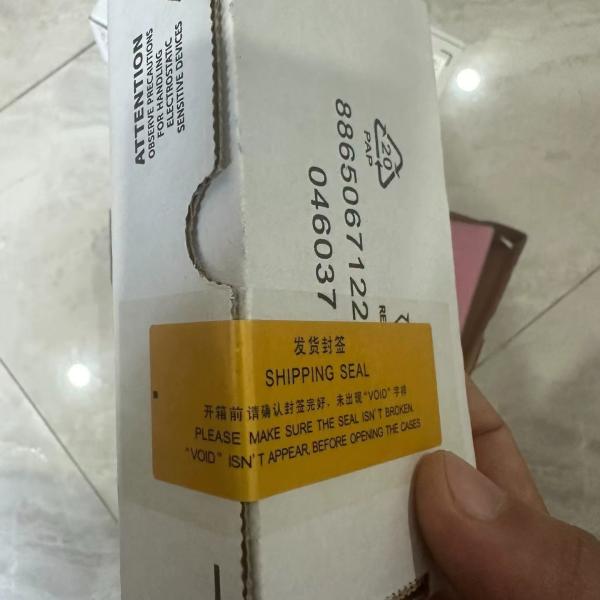 ATTENTION
OBSERVE PRECAUTIONS
FOR HANDLING
ELECTROSTATIC
SENSITIVE DEVICES
20
PAP
8865067122
046037
RE
发货封签
SHIPPING SEAL
开箱前请确认封签完好，未出现"VOID"字样
PLEASE MAKE SURE THE SEAL ISN'T BROKEN.
"VOID" ISN'T APPEAR, BEFORE OPENING THE CASES